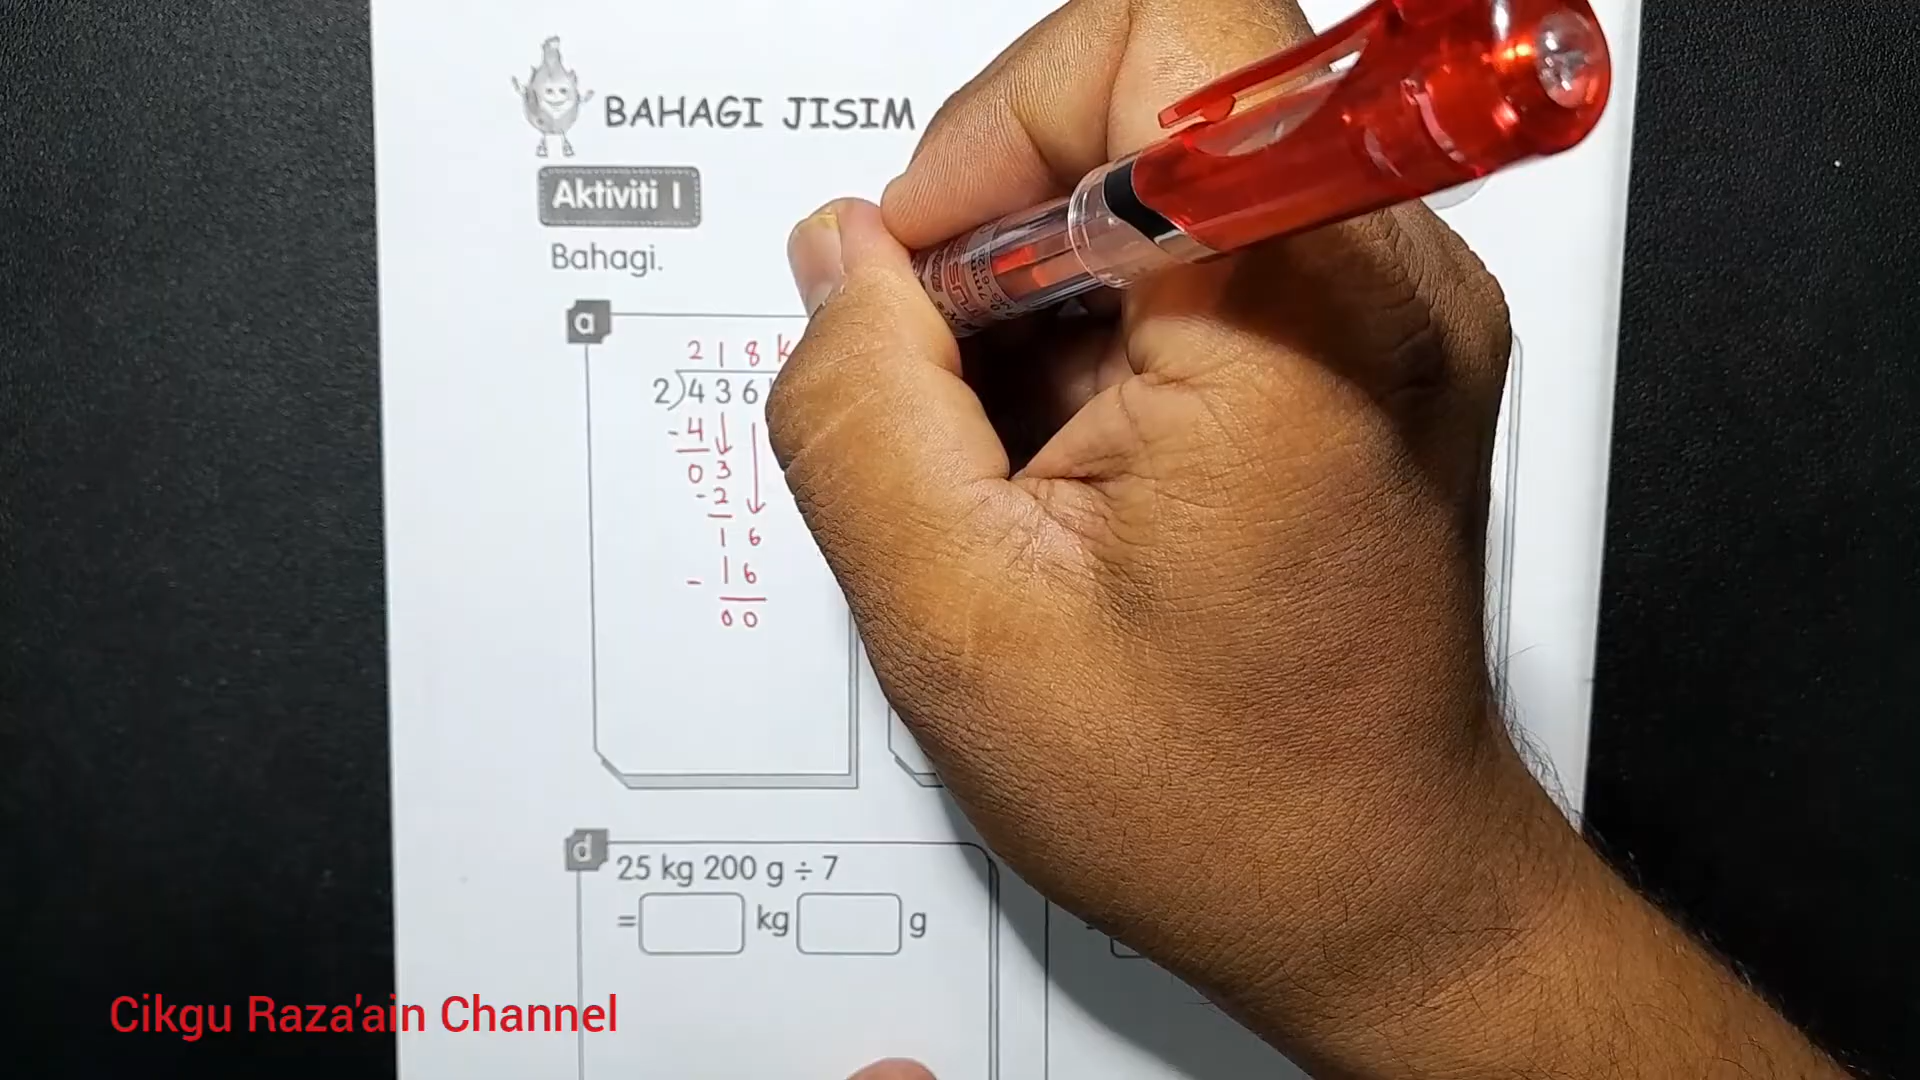 BAHAGI JISIM
Aktiviti 1
Bahagi.
a
2 1 8 k
2)4 3 6
-4
0 3
-2
1 6
- 1 6
0 0
d
25 kg 200 g ÷ 7
= kg g
Cikgu Raza'ain Channel